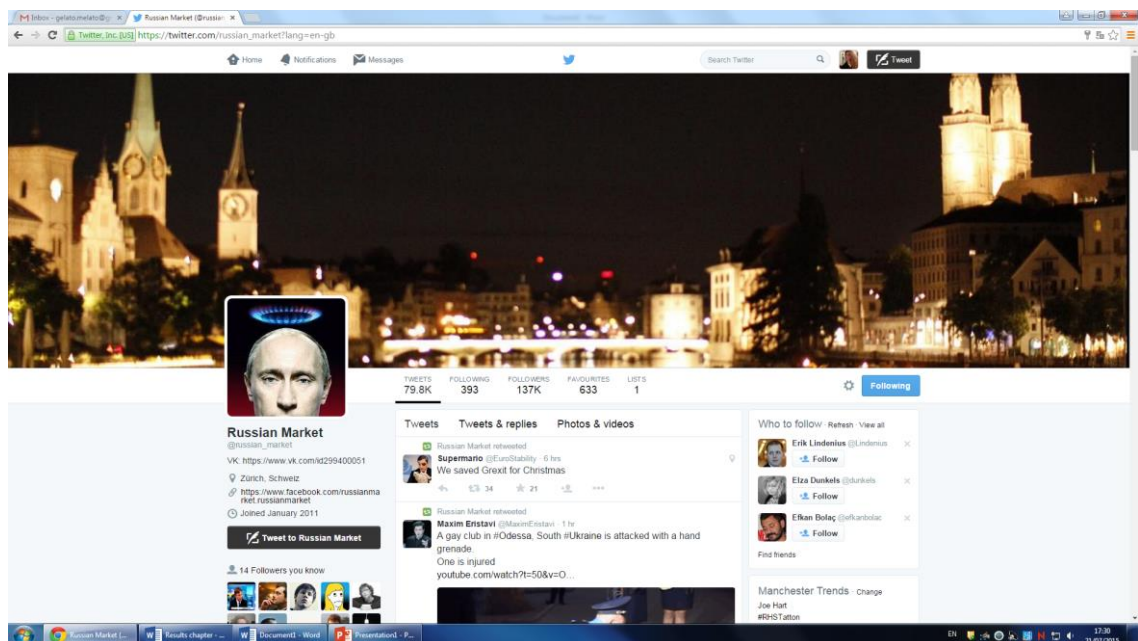 Inbox - gelato.melato@g
Russian Market (@russian
Twitter, Inc. [US] https://twitter.com/russian_market?lang=en-gb
Home Notifications Messages
Search Twitter
Tweet
TWEETS FOLLOWING FOLLOWERS FAVOURITES LISTS
79.8K 393 137K 633 1
Following
Russian Market
@russian_market
VK: https://www.vk.com/id299400051
Zürich, Schweiz
https://www.facebook.com/russianma
rket.russianmarket
Joined January 2011
Tweet to Russian Market
14 Followers you know
Tweets Tweets & replies Photos & videos
Russian Market retweeted
Supermario @EuroStability · 6 hrs
We saved Grexit for Christmas
34 21
Russian Market retweeted
Maxim Eristavi @MaximEristavi · 1 hr
A gay club in #Odessa, South #Ukraine is attacked with a hand
grenade.
One is injured
youtube.com/watch?t=50&v=O...
Who to follow · Refresh · View all
Erik Lindenius @Lindenius
Follow
Elza Dunkels @dunkels
Follow
Efkan Bolaç @efkanbolac
Follow
Find friends
Manchester Trends · Change
Joe Hart
#RHSTatton
Russian Market (...
Results chapter - ...
Document1 - Word
Presentation1 - P...
EN
17:30
21/07/2015